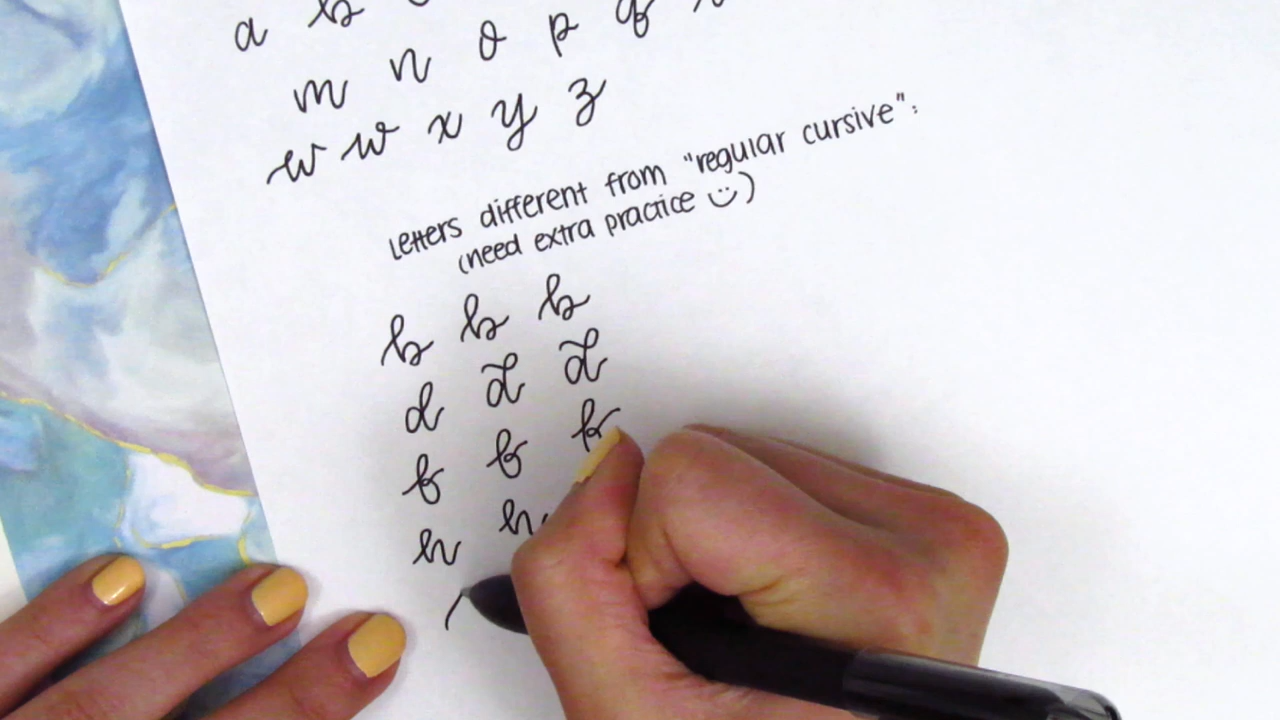 a b
m n o p q
w w x y z
Letters different from "regular cursive":
(need extra practice ☺)
b b b
d d d
f f f
h h